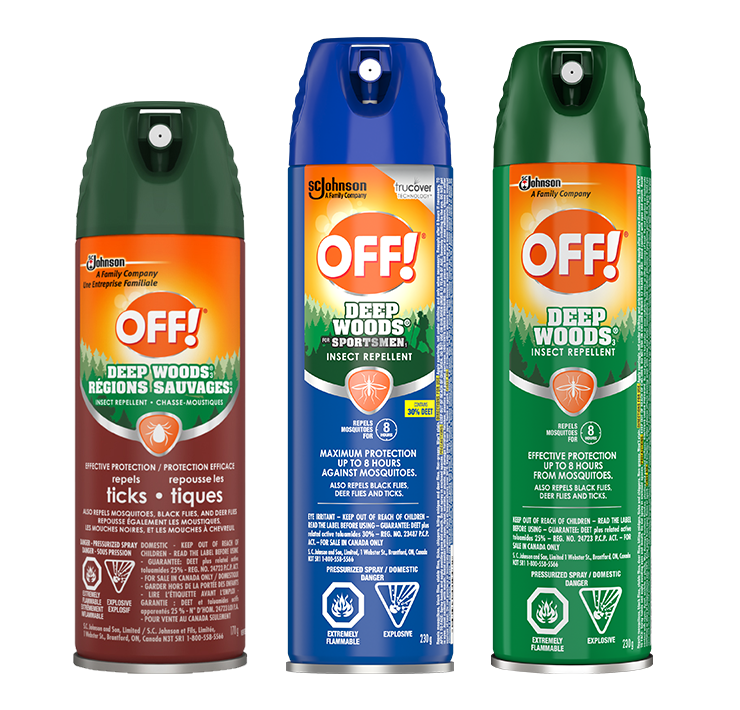 SC Johnson
A Family Company
Une Entreprise Familiale
OFF!®
DEEP WOODS®
RÉGIONS SAUVAGES
INSECT REPELLENT • CHASSE-MOUSTIQUES
EFFECTIVE PROTECTION / PROTECTION EFFICACE
repels repousse les
ticks • tiques
ALSO REPELS MOSQUITOES, BLACK FLIES, AND DEER FLIES
REPOUSSE ÉGALEMENT LES MOUSTIQUES,
LES MOUCHES NOIRES, ET LES MOUCHES À CHEVREUIL
DANGER - PRESSURIZED SPRAY
DANGER - SOUS PRESSION
EXTREMELY
FLAMMABLE
EXTRÊMEMENT
INFLAMMABLE
EXPLOSIVE
EXPLOSIF
DOMESTIC - KEEP OUT OF REACH OF
CHILDREN - READ THE LABEL BEFORE USING
- GUARANTEE: DEET plus related active
toluamides 25% - REG. NO. 24723 P.C.P. ACT.
- FOR SALE IN CANADA ONLY / DOMESTIQUE
GARDER HORS DE LA PORTÉE DES ENFANTS
LIRE L'ÉTIQUETTE AVANT L'EMPLOI
GARANTIE : DEET et toluamides
apparentés 25 % - N° D'HOM. 24723
- POUR VENTE AU CANADA SEULEMENT
S.C. Johnson and Son, Limited / S.C. Johnson et Fils, Limitée,
1 Webster St., Brantford, ON, Canada N3T 5R1 1-800-558-5566
170 g
SC Johnson
A Family Company
trucover
TECHNOLOGY™
OFF!®
DEEP
WOODS®
FOR SPORTSMEN
INSECT REPELLENT
CONTAINS
30% DEET
REPELS
MOSQUITOES
FOR
8
HOURS
MAXIMUM PROTECTION
UP TO 8 HOURS
AGAINST MOSQUITOES.
ALSO REPELS BLACK FLIES,
DEER FLIES AND TICKS.
EYE IRRITANT – KEEP OUT OF REACH OF CHILDREN –
READ THE LABEL BEFORE USING – GUARANTEE: DEET plus
related active toluamides 30% – REG. NO. 23487 P.C.P.
ACT. – FOR SALE IN CANADA ONLY
S. C. Johnson and Son, Limited, 1 Webster St., Brantford, ON, Canada
N3T 5R1 1-800-558-5566
PRESSURIZED SPRAY / DOMESTIC
DANGER
EXTREMELY
FLAMMABLE
EXPLOSIVE
230 g
SC Johnson
A Family Company
OFF!®
DEEP
WOODS®
INSECT REPELLENT
REPELS
MOSQUITOES
FOR
8
HOURS
EFFECTIVE PROTECTION
UP TO 8 HOURS
FROM MOSQUITOES.
ALSO REPELS BLACK FLIES,
DEER FLIES AND TICKS.
KEEP OUT OF REACH OF CHILDREN – READ THE LABEL
BEFORE USING – GUARANTEE: DEET plus related active
toluamides 25% – REG. NO. 24723 P.C.P. ACT. – FOR
SALE IN CANADA ONLY
S. C. Johnson and Son, Limited, 1 Webster St., Brantford, ON, Canada
N3T 5R1 1-800-558-5566
PRESSURIZED SPRAY / DOMESTIC
DANGER
EXTREMELY
FLAMMABLE
EXPLOSIVE
230 g